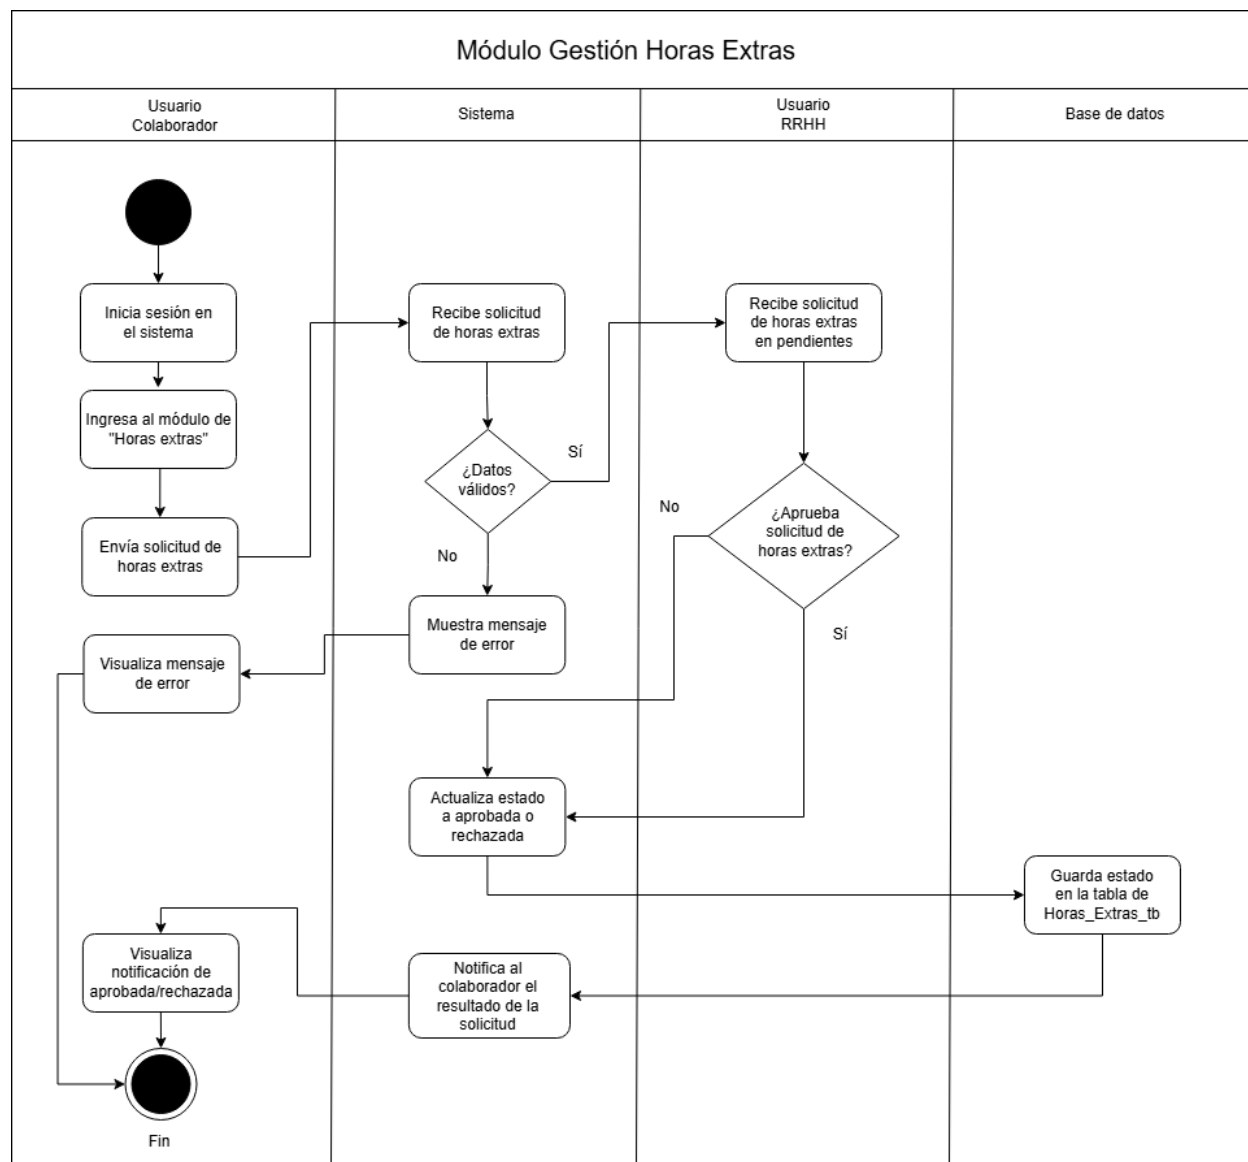 Módulo Gestión Horas Extras
Usuario
Colaborador
Sistema
Usuario
RRHH
Base de datos
Inicia sesión en
el sistema
Recibe solicitud
de horas extras
Recibe solicitud
de horas extras
en pendientes
Ingresa al módulo de
"Horas extras"
¿Datos
válidos?
Sí
No
¿Aprueba
solicitud de
horas extras?
Envía solicitud de
horas extras
No
Muestra mensaje
de error
Sí
Visualiza mensaje
de error
Actualiza estado
a aprobada o
rechazada
Guarda estado
en la tabla de
Horas_Extras_tb
Visualiza
notificación de
aprobada/rechazada
Notifica al
colaborador el
resultado de la
solicitud
Fin